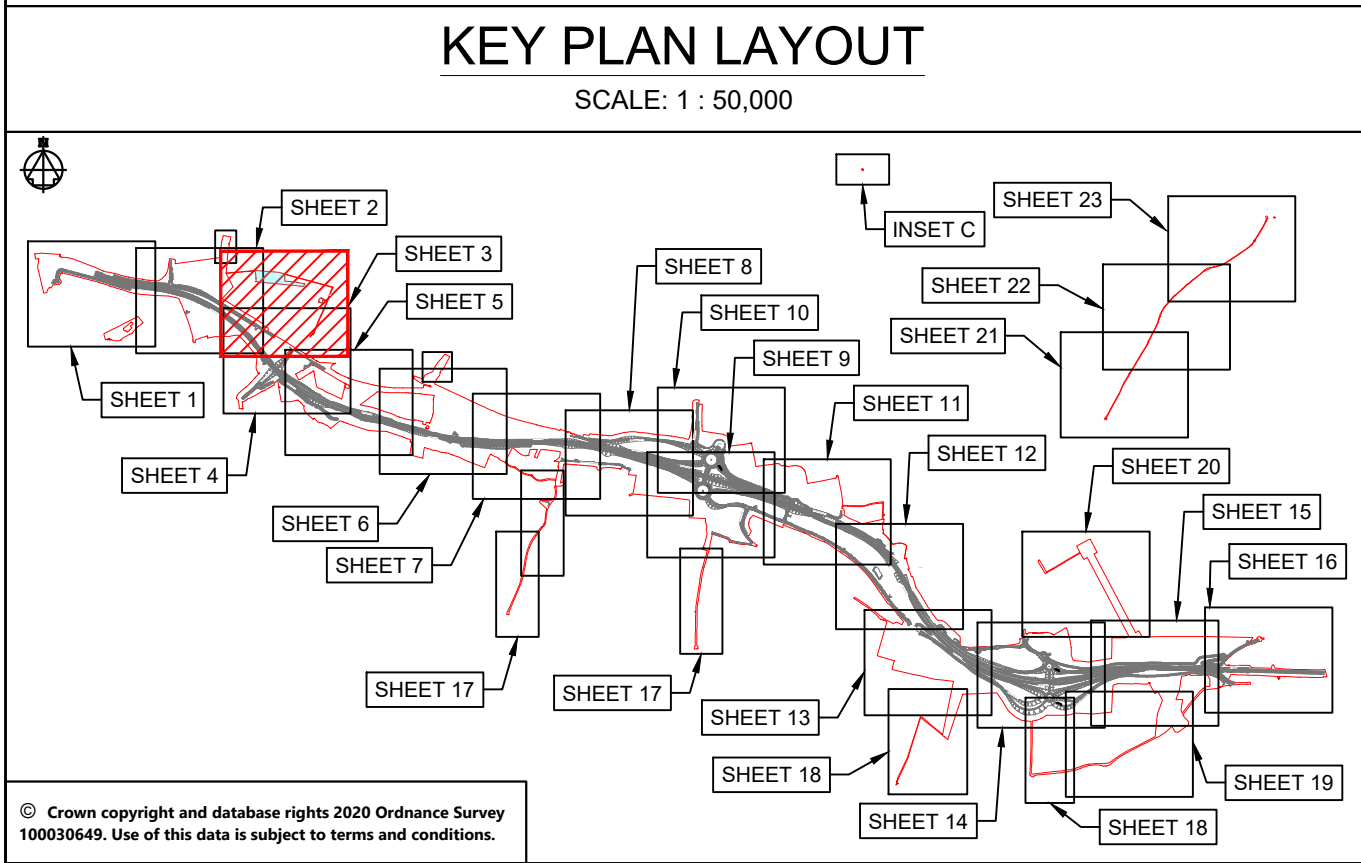 KEY PLAN LAYOUT
SCALE: 1 : 50,000
N
SHEET 2
SHEET 3
SHEET 5
SHEET 1
SHEET 4
SHEET 6
SHEET 7
SHEET 8
SHEET 10
SHEET 9
SHEET 11
SHEET 12
INSET C
SHEET 23
SHEET 22
SHEET 21
SHEET 20
SHEET 15
SHEET 16
SHEET 17
SHEET 17
SHEET 13
SHEET 18
SHEET 14
SHEET 18
SHEET 19
© Crown copyright and database rights 2020 Ordnance Survey
100030649. Use of this data is subject to terms and conditions.